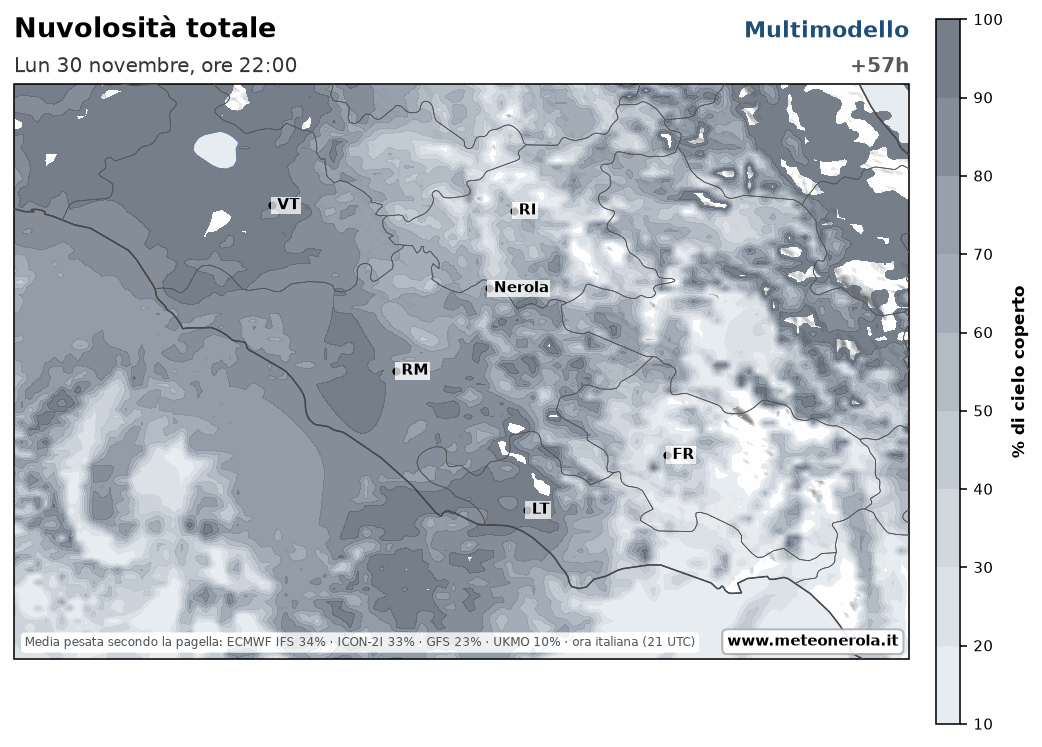 Nuvolosità totale
Multimodello
Lun 30 novembre, ore 22:00
+57h
100
90
80
70
60
50
40
30
20
10
% di cielo coperto
VT
RI
Nerola
RM
FR
LT
Media pesata secondo la pagella: ECMWF IFS 34% · ICON-2I 33% · GFS 23% · UKMO 10% · ora italiana (21 UTC)
www.meteonerola.it